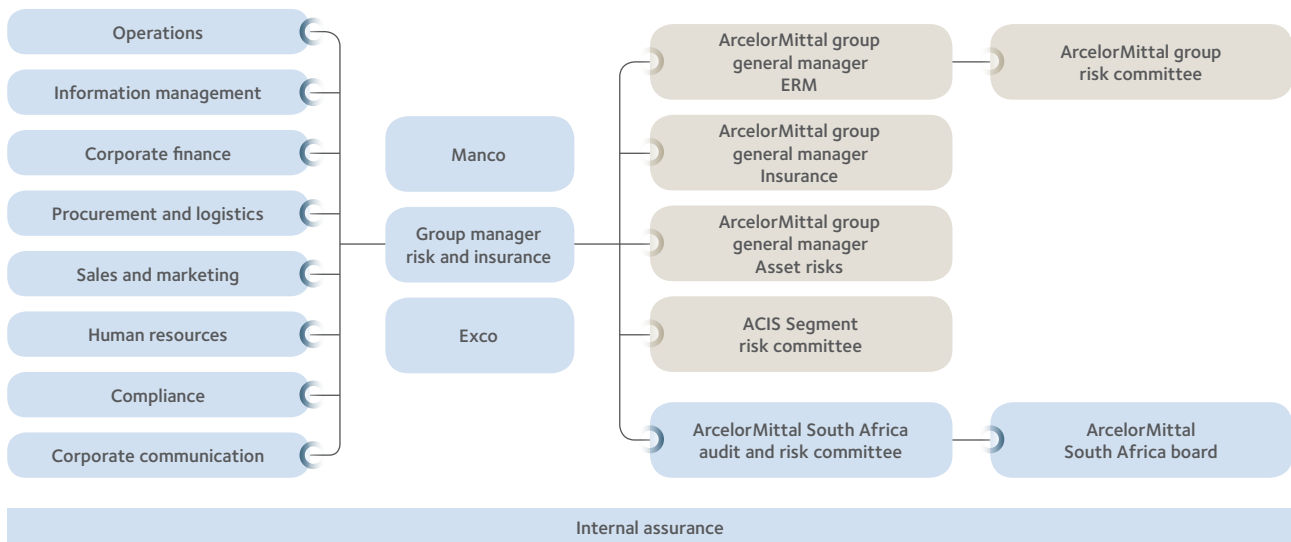 Operations
Information management
Corporate finance
Procurement and logistics
Sales and marketing
Human resources
Compliance
Corporate communication
Manco
Group manager
risk and insurance
Exco
ArcelorMittal group
general manager
ERM
ArcelorMittal group
general manager
Insurance
ArcelorMittal group
general manager
Asset risks
ACIS Segment
risk committee
ArcelorMittal South Africa
audit and risk committee
ArcelorMittal group
risk committee
ArcelorMittal
South Africa board
Internal assurance